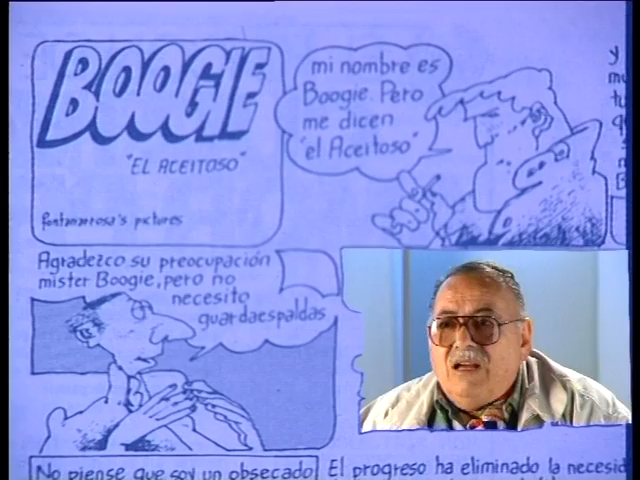 BOOGIE
"EL ACEITOSO"
fontanarrosa's pictures
mi nombre es
Boogie. Pero
me dicen
"el Aceitoso"
y
Agradezco su preocupación
mister Boogie, pero no
necesito
guardaespaldas
No piense que soy un obsecado
El progreso ha eliminado la necesid